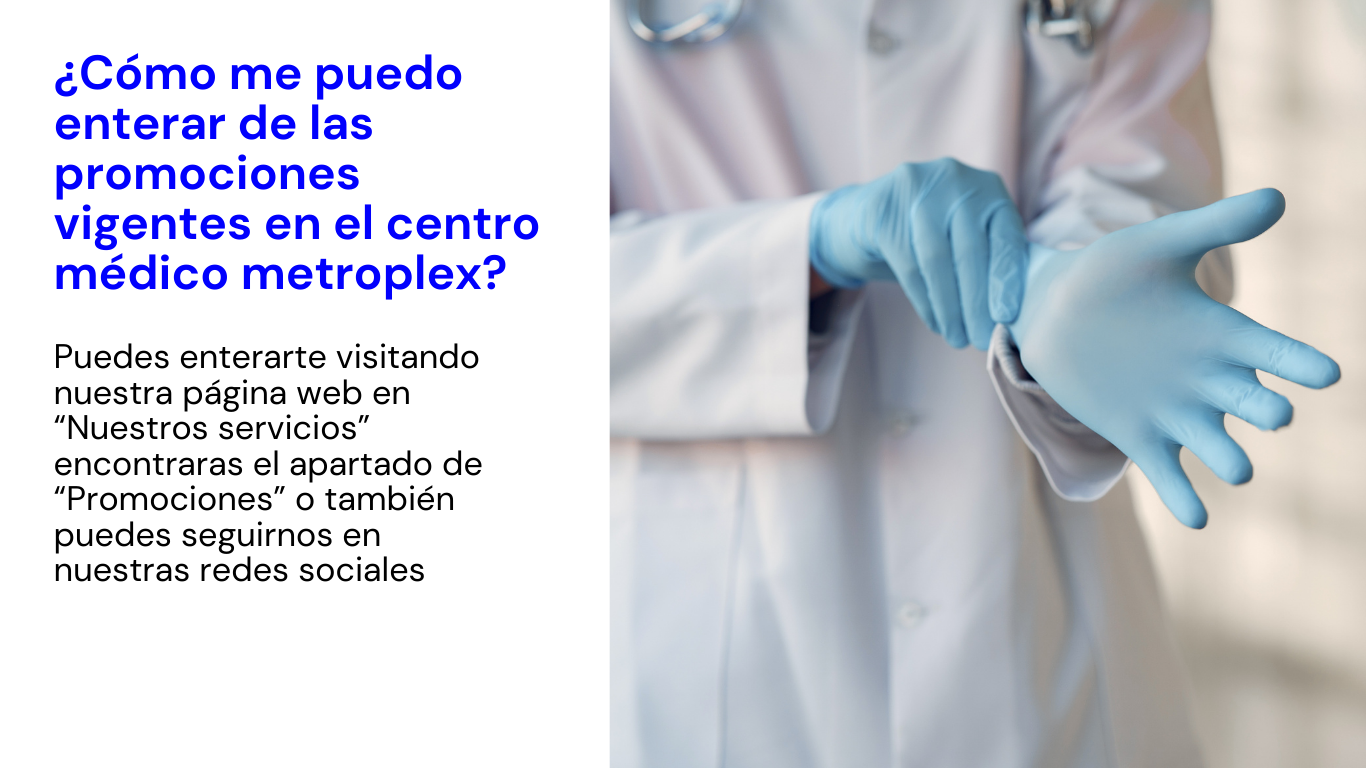 ¿Cómo me puedo
enterar de las
promociones
vigentes en el centro
médico metroplex?
Puedes enterarte visitando
nuestra página web en
“Nuestros servicios”
encontraras el apartado de
“Promociones” o también
puedes seguirnos en
nuestras redes sociales